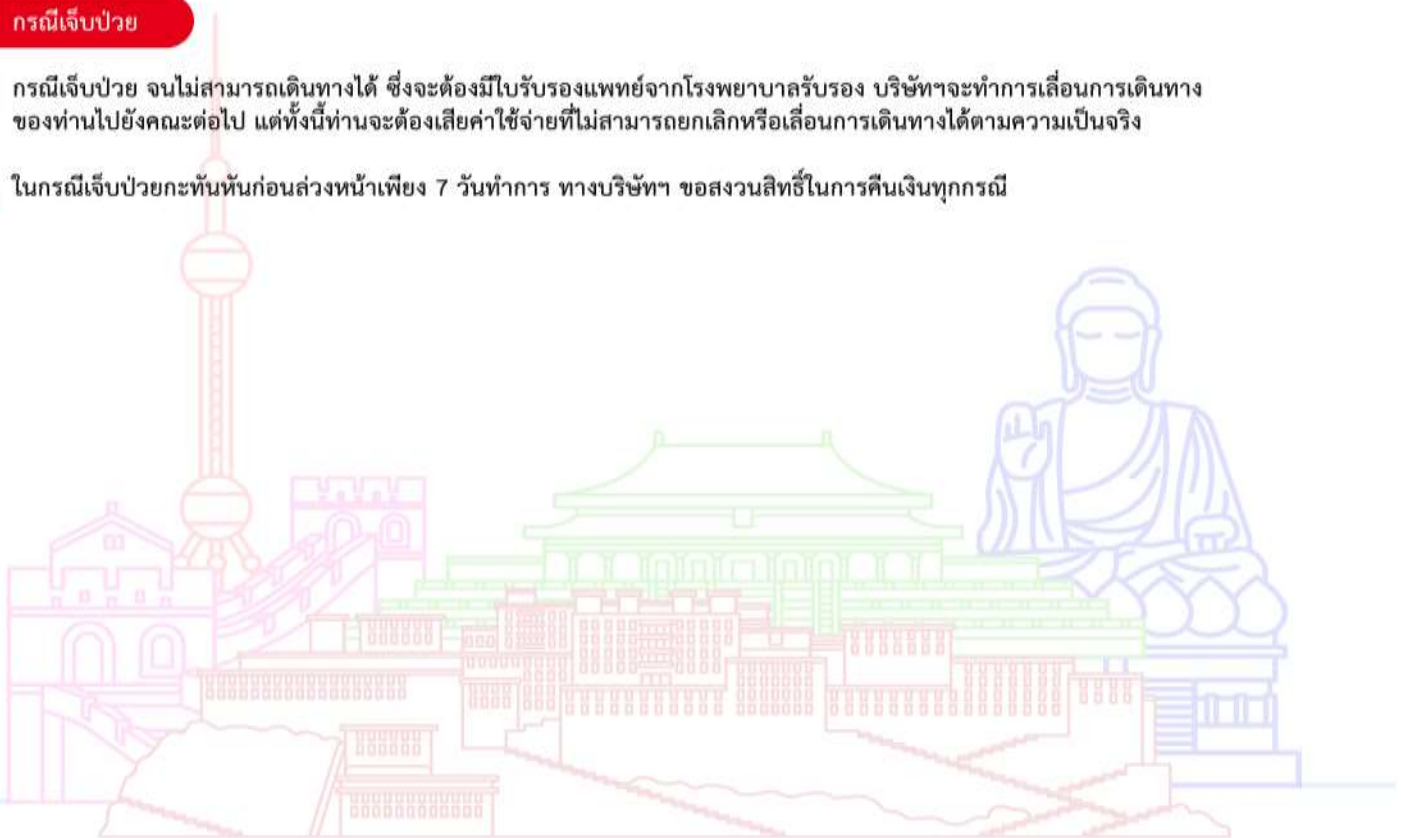 กรณีเจ็บป่วย
กรณีเจ็บป่วย จนไม่สามารถเดินทางได้ ซึ่งจะต้องมีใบรับรองแพทย์จากโรงพยาบาลรับรอง บริษัทฯจะทำการเลื่อนการเดินทาง
ของท่านไปยังคณะต่อไป แต่ทั้งนี้ท่านจะต้องเสียค่าใช้จ่ายที่ไม่สามารถยกเลิกหรือเลื่อนการเดินทางได้ตามความเป็นจริง
ในกรณีเจ็บป่วยกะทันหันก่อนล่วงหน้าเพียง 7 วันทำการ ทางบริษัทฯ ขอสงวนสิทธิ์ในการคืนเงินทุกกรณี